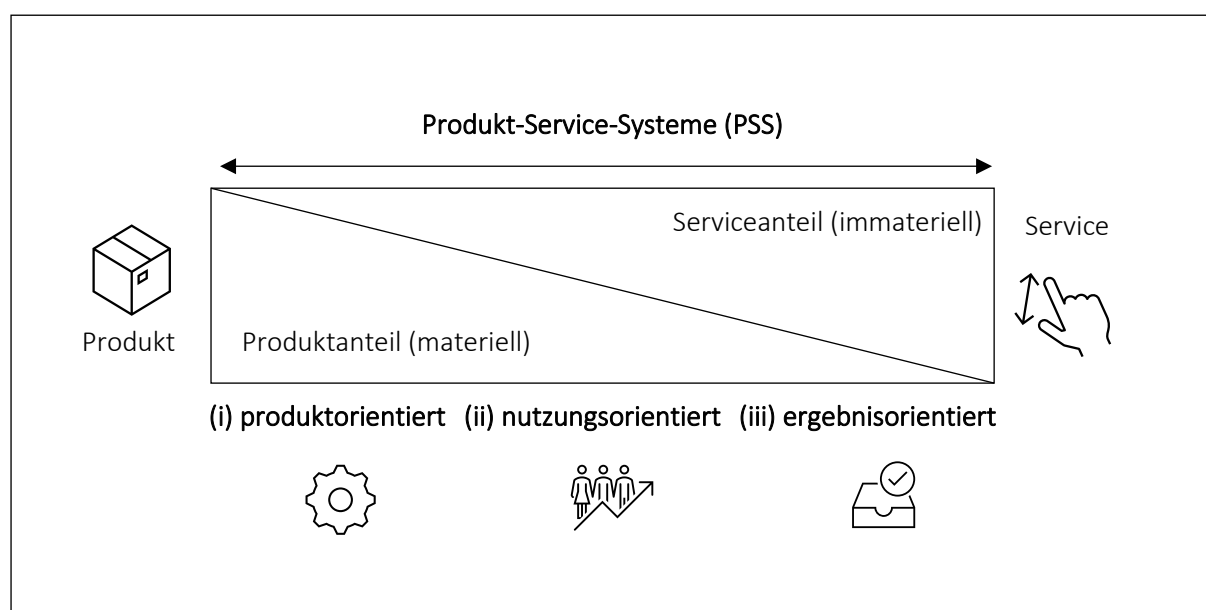 Produkt-Service-Systeme (PSS)
Serviceanteil (immateriell)
Service
Produkt
Produktanteil (materiell)
(i) produktorientiert (ii) nutzungsorientiert (iii) ergebnisorientiert